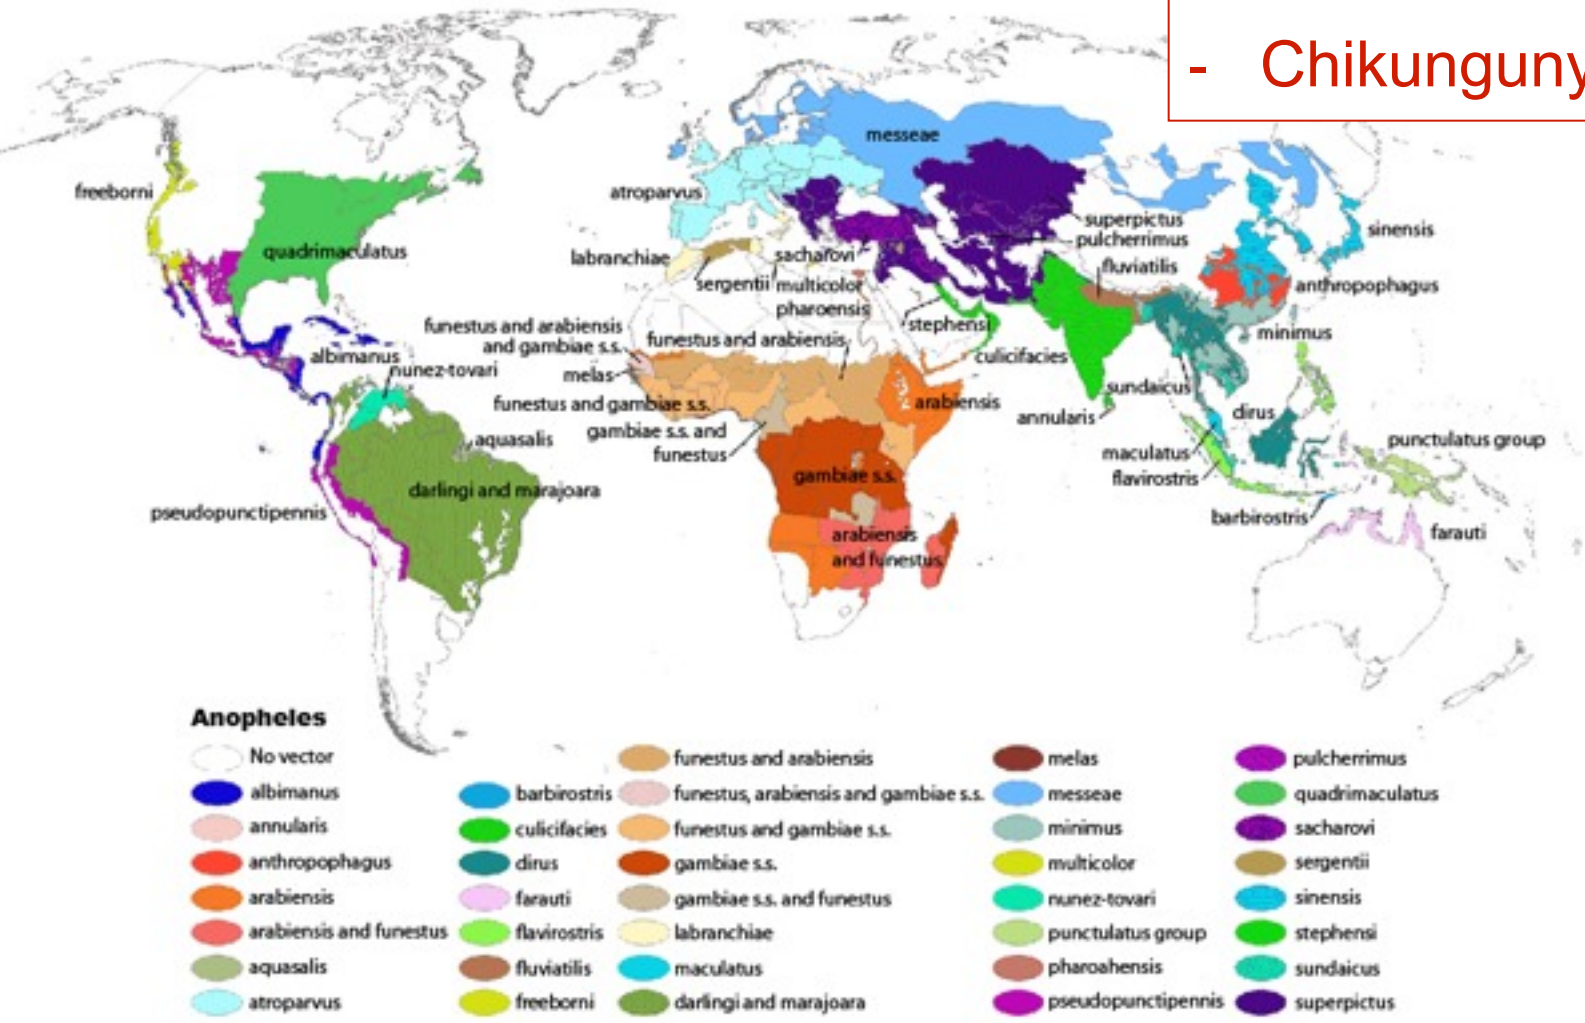 - Chikunguny
messeae
freeborni
atroparvus
quadrimaculatus
superpictus
pulcherrimus
sinensis
labranchiae
sacharovi
fluviatilis
sergentii
multicolor
anthropophagus
pharoensis
stephensi
funestus and arabiensis
and gambiae s.s.
funestus and arabiensis
minimus
albimanus
nunez-tovari
melas
culicifacies
sundaicus
funestus and gambiae s.s.
arabiensis
annularis
dirus
gambiae s.s. and
funestus
aquasalis
punctulatus group
maculatus
flavirostris
gambiae s.s.
darlingi and marajoara
pseudopunctipennis
barbirostris
farauti
arabiensis
and funestus
Anopheles
No vector
albimanus
annularis
anthropophagus
arabiensis
arabiensis and funestus
aquasalis
atroparvus
barbirostris
culicifacies
dirus
farauti
flavirostris
fluviatilis
freeborni
funestus and arabiensis
funestus, arabiensis and gambiae s.s.
funestus and gambiae s.s.
gambiae s.s.
gambiae s.s. and funestus
labranchiae
maculatus
darlingi and marajoara
melas
messeae
minimus
multicolor
nunez-tovari
punctulatus group
pharoahensis
pseudopunctipennis
pulcherrimus
quadrimaculatus
sacharovi
sergentii
sinensis
stephensi
sundaicus
superpictus